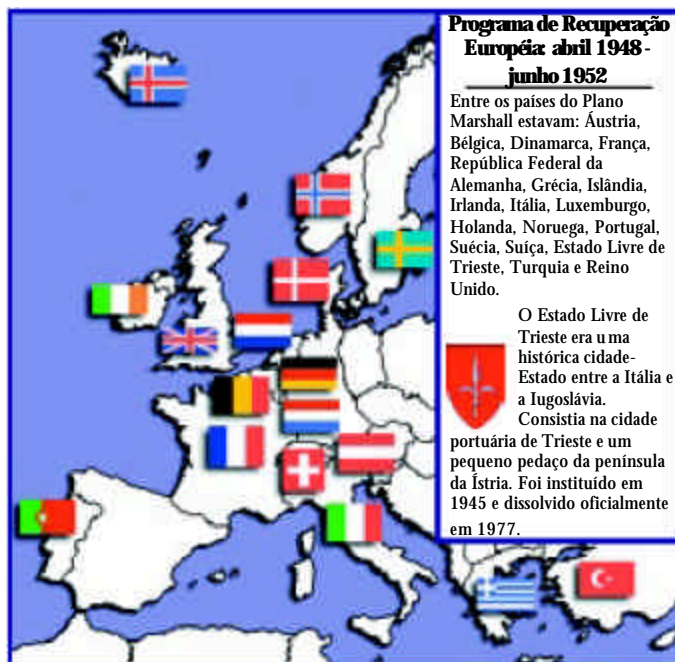 Programa de Recuperação
Européia: abril 1948 -
junho 1952
Entre os países do Plano
Marshall estavam: Áustria,
Bélgica, Dinamarca, França,
República Federal da
Alemanha, Grécia, Islândia,
Irlanda, Itália, Luxemburgo,
Holanda, Noruega, Portugal,
Suécia, Suíça, Estado Livre de
Trieste, Turquia e Reino
Unido.
O Estado Livre de
Trieste era uma
histórica cidade-
Estado entre a Itália e
a Iugoslávia.
Consistia na cidade
portuária de Trieste e um
pequeno pedaço da península
da Ístria. Foi instituído em
1945 e dissolvido oficialmente
em 1977.